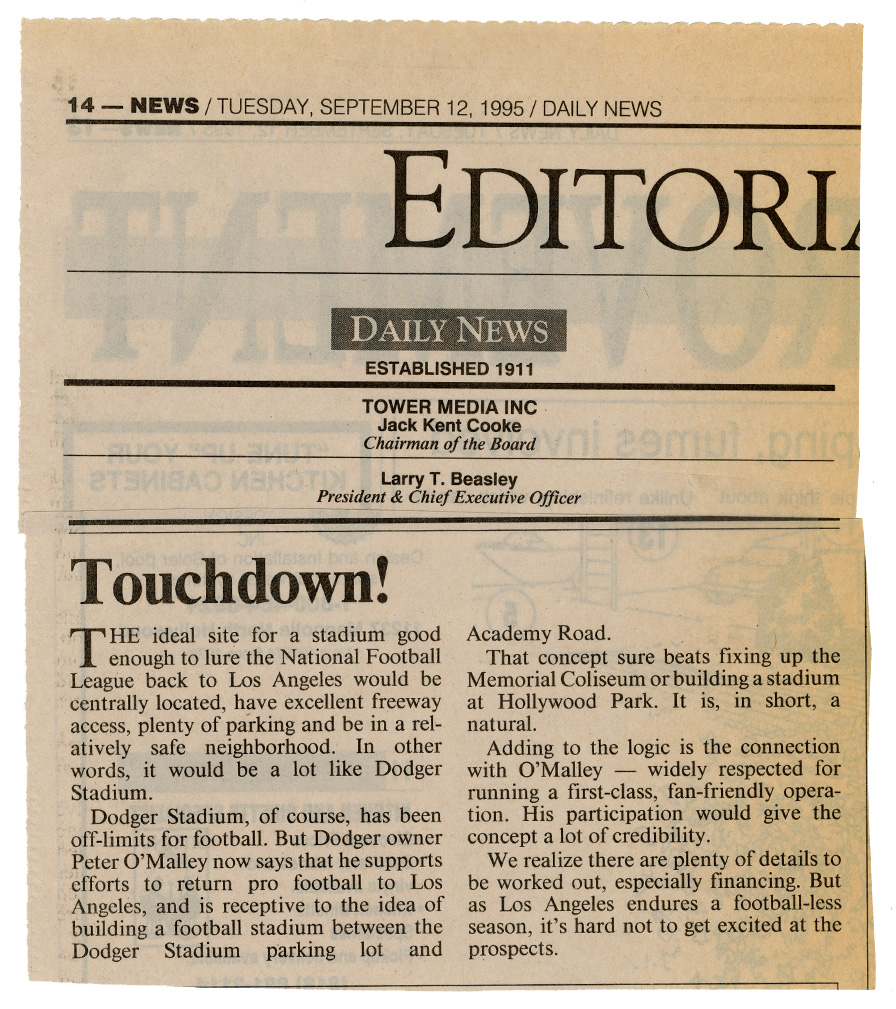 14 — NEWS / TUESDAY, SEPTEMBER 12, 1995 / DAILY NEWS
EDITORIA
DAILY NEWS
ESTABLISHED 1911
TOWER MEDIA INC
Jack Kent Cooke
Chairman of the Board
Larry T. Beasley
President & Chief Executive Officer
Touchdown!
THE ideal site for a stadium good
enough to lure the National Football
League back to Los Angeles would be
centrally located, have excellent freeway
access, plenty of parking and be in a rel-
atively safe neighborhood. In other
words, it would be a lot like Dodger
Stadium.
Dodger Stadium, of course, has been
off-limits for football. But Dodger owner
Peter O'Malley now says that he supports
efforts to return pro football to Los
Angeles, and is receptive to the idea of
building a football stadium between the
Dodger Stadium parking lot and
Academy Road.
That concept sure beats fixing up the
Memorial Coliseum or building a stadium
at Hollywood Park. It is, in short, a
natural.
Adding to the logic is the connection
with O'Malley — widely respected for
running a first-class, fan-friendly opera-
tion. His participation would give the
concept a lot of credibility.
We realize there are plenty of details to
be worked out, especially financing. But
as Los Angeles endures a football-less
season, it's hard not to get excited at the
prospects.